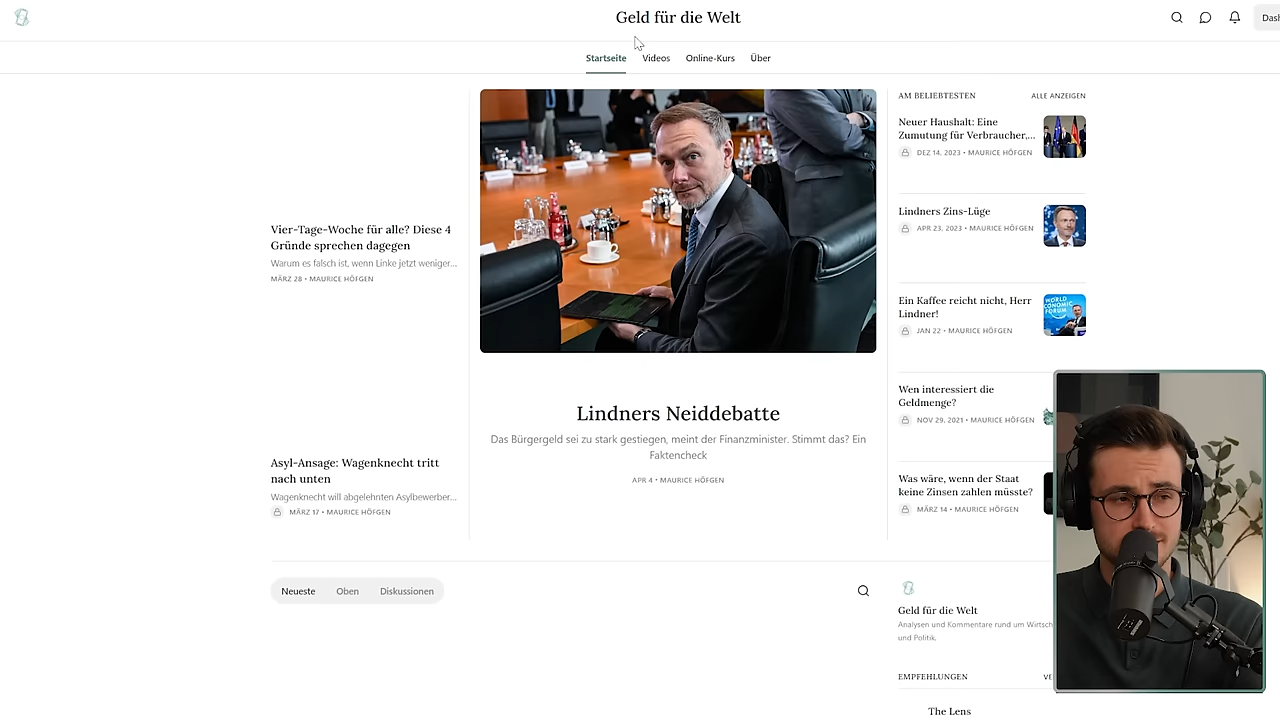 Geld für die Welt
Dash
Startseite
Videos
Online-Kurs
Über
Vier-Tage-Woche für alle? Diese 4
Gründe sprechen dagegen
Warum es falsch ist, wenn Linke jetzt weniger...
MÄRZ 28 • MAURICE HÖFGEN
Asyl-Ansage: Wagenknecht tritt
nach unten
Wagenknecht will abgelehnten Asylbewerber...
MÄRZ 17 • MAURICE HÖFGEN
Lindners Neiddebatte
Das Bürgergeld sei zu stark gestiegen, meint der Finanzminister. Stimmt das? Ein
Faktencheck
APR 4 • MAURICE HÖFGEN
AM BELIEBTESTEN
ALLE ANZEIGEN
Neuer Haushalt: Eine
Zumutung für Verbraucher,...
DEZ 14, 2023 • MAURICE HÖFGEN
Lindners Zins-Lüge
APR 23, 2023 • MAURICE HÖFGEN
Ein Kaffee reicht nicht, Herr
Lindner!
JAN 22 • MAURICE HÖFGEN
WORLD
ECONOMIC
FORUM
Wen interessiert die
Geldmenge?
NOV 29, 2021 • MAURICE HÖFGEN
Was wäre, wenn der Staat
keine Zinsen zahlen müsste?
MÄRZ 14 • MAURICE HÖFGEN
Neueste
Oben
Diskussionen
Geld für die Welt
Analysen und Kommentare rund um Wirtsch
und Politik.
EMPFEHLUNGEN
VE
The Lens